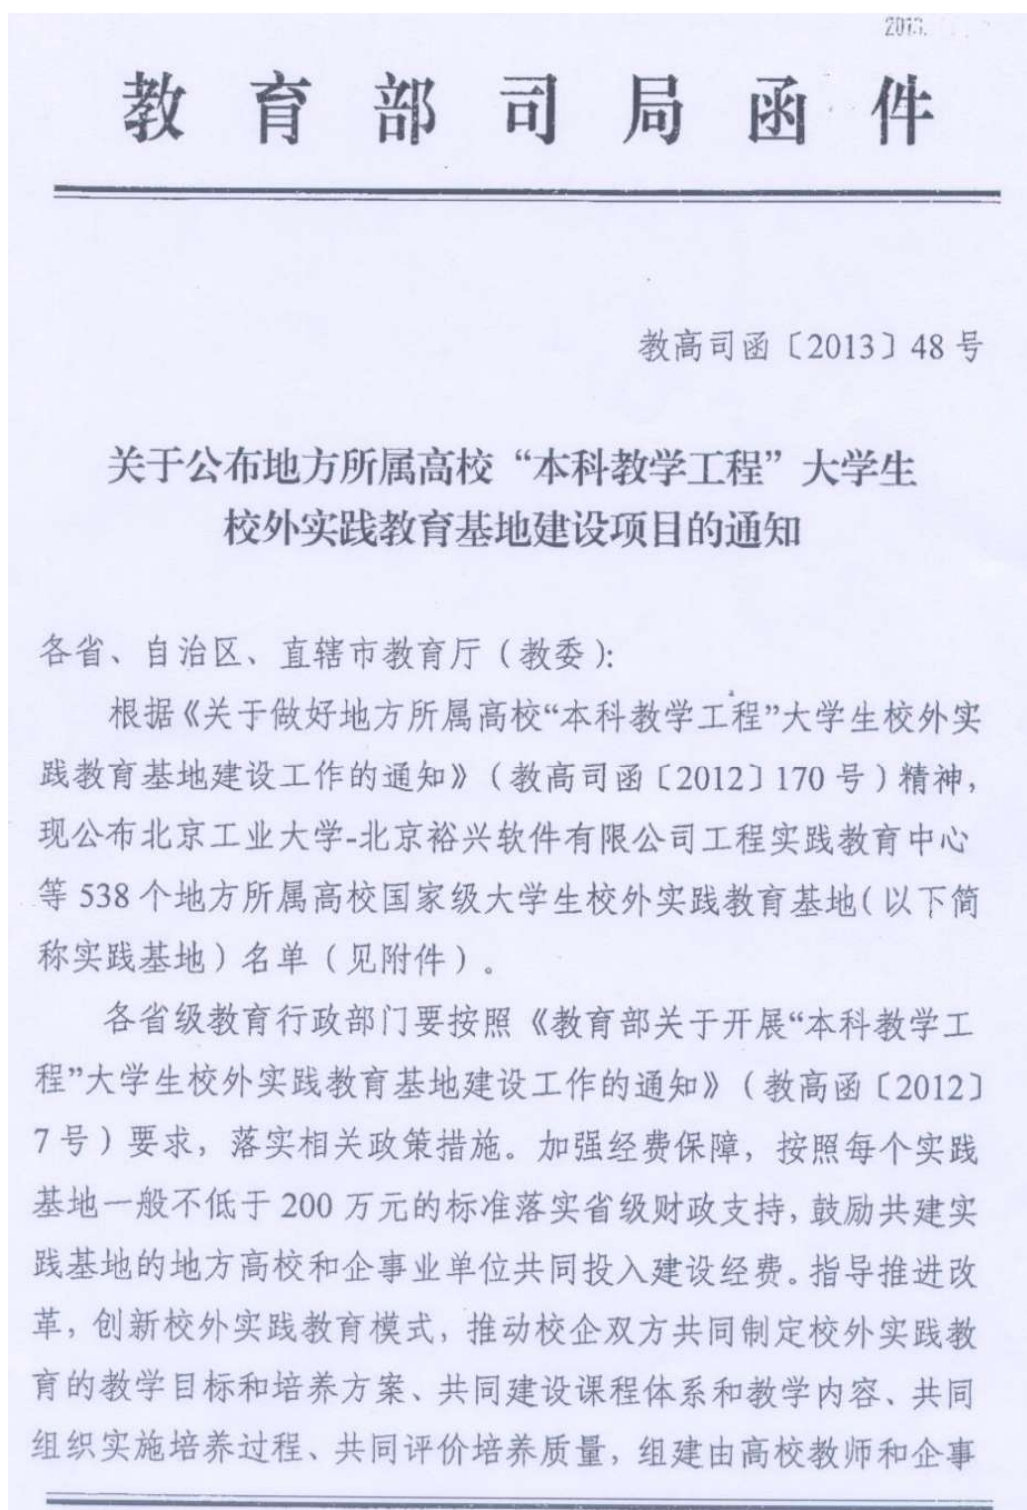 2013.
教育部司局函件
教高司函〔2013〕48号
关于公布地方所属高校“本科教学工程”大学生
校外实践教育基地建设项目的通知
各省、自治区、直辖市教育厅(教委):
根据《关于做好地方所属高校“本科教学工程”大学生校外实
践教育基地建设工作的通知》(教高司函〔2012〕170号)精神,
现公布北京工业大学-北京裕兴软件有限公司工程实践教育中心
等538个地方所属高校国家级大学生校外实践教育基地(以下简
称实践基地)名单(见附件)。
各省级教育行政部门要按照《教育部关于开展“本科教学工
程”大学生校外实践教育基地建设工作的通知》(教高函〔2012〕
7号)要求,落实相关政策措施。加强经费保障,按照每个实践
基地一般不低于200万元的标准落实省级财政支持,鼓励共建实
践基地的地方高校和企事业单位共同投入建设经费。指导推进改
革,创新校外实践教育模式,推动校企双方共同制定校外实践教
育的教学目标和培养方案、共同建设课程体系和教学内容、共同
组织实施培养过程、共同评价培养质量,组建由高校教师和企事